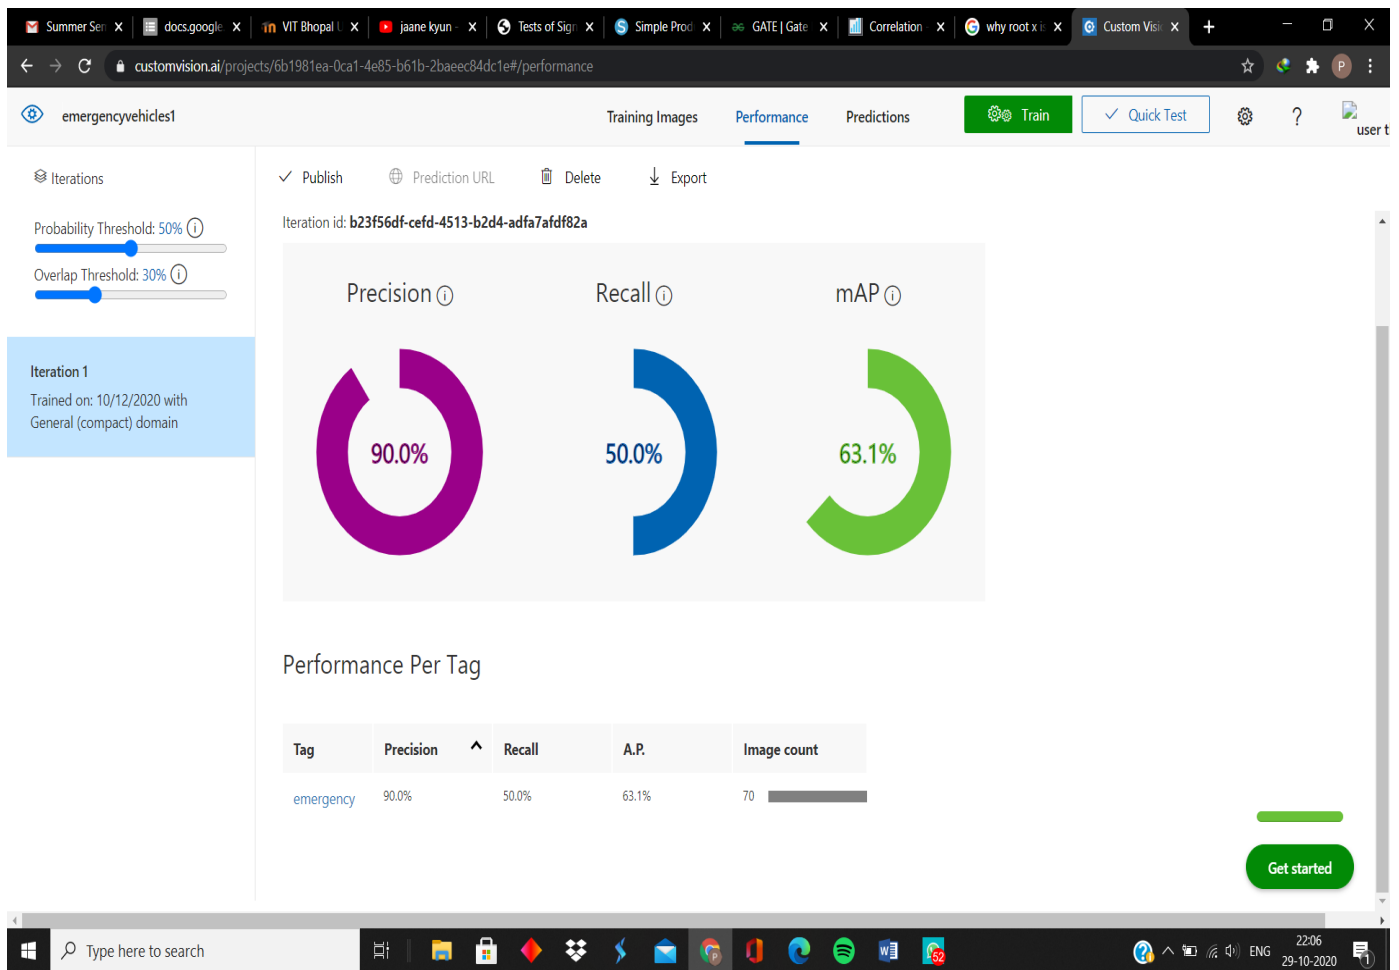 Summer Sen
docs.google.
VIT Bhopal U
jaane kyun -
Tests of Sign
Simple Prod
GATE | Gate
Correlation -
why root x is
Custom Visio
customvision.ai/projects/6b1981ea-0ca1-4e85-b61b-2baeec84dc1e#/performance
P
emergencyvehicles1
Training Images
Performance
Predictions
Train
Quick Test
?
user t
Iterations
Publish
Prediction URL
Delete
Export
Probability Threshold: 50%
Overlap Threshold: 30%
Iteration id: b23f56df-cefd-4513-b2d4-adfa7afdf82a
Iteration 1
Trained on: 10/12/2020 with
General (compact) domain
Precision
Recall
mAP
90.0%
50.0%
63.1%
Performance Per Tag
Tag Precision Recall A.P. Image count
emergency 90.0% 50.0% 63.1% 70
Get started
Type here to search
52
ENG
22:06
29-10-2020
1